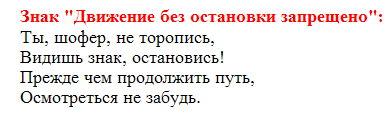 Знак "Движение без остановки запрещено":
Ты, шофер, не торопись,
Видишь знак, остановись!
Прежде чем продолжить путь,
Осмотреться не забудь.